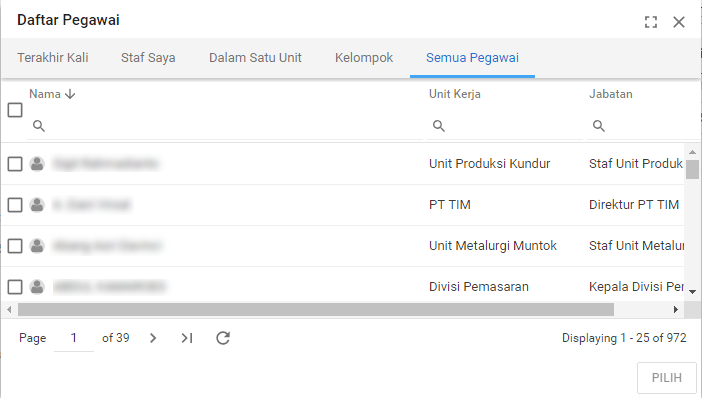 Daftar Pegawai
Terakhir Kali Staf Saya Dalam Satu Unit Kelompok Semua Pegawai
Nama Unit Kerja Jabatan
Unit Produksi Kundur Staf Unit Produk
PT TIM Direktur PT TIM
Unit Metalurgi Muntok Staf Unit Metalu
Divisi Pemasaran Kepala Divisi Pe
Page 1 of 39 Displaying 1 - 25 of 972
PILIH